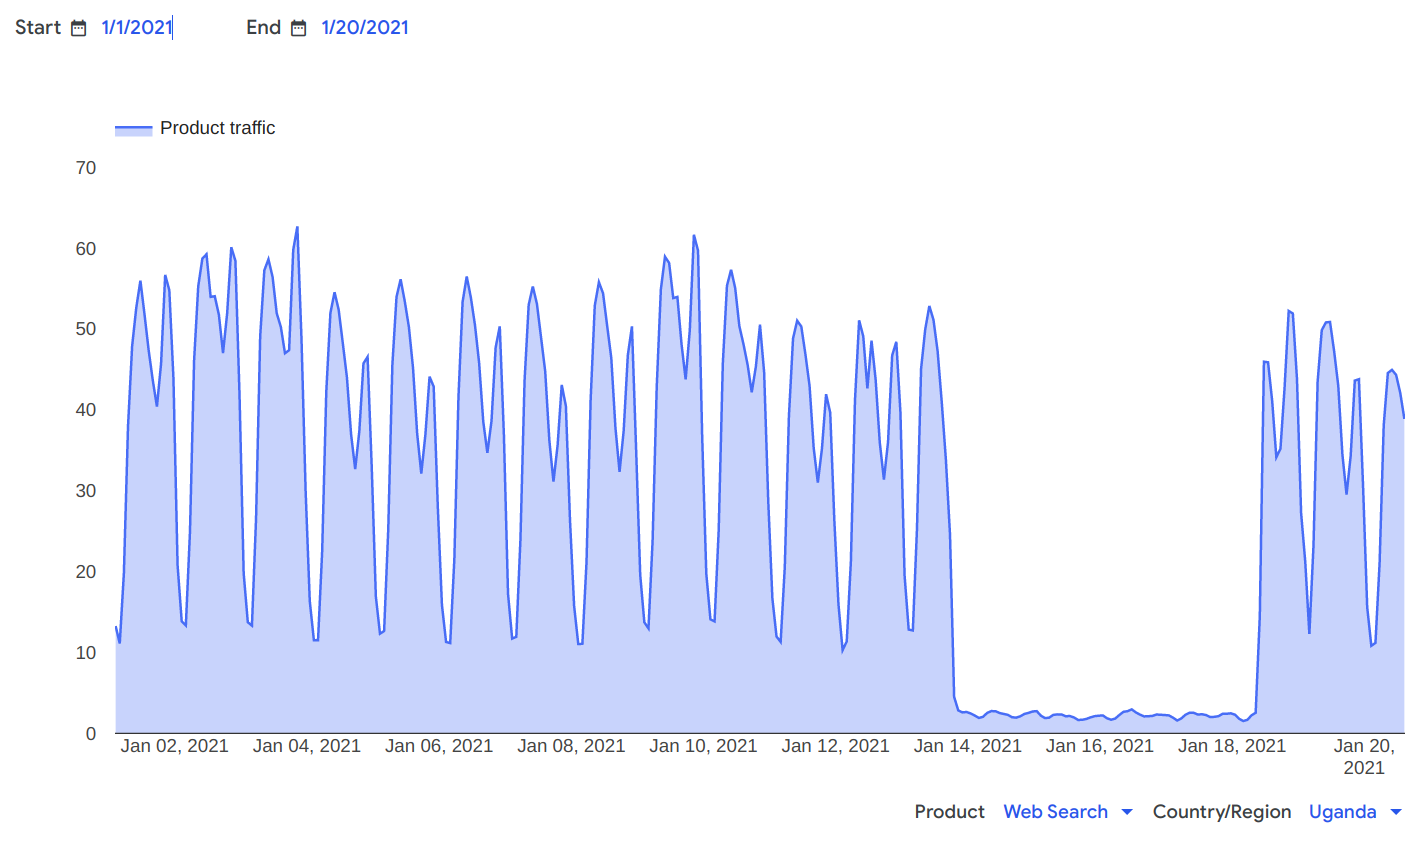 Start 1/1/2021 End 1/20/2021
Product traffic
70
60
50
40
30
20
10
0
Jan 02, 2021 Jan 04, 2021 Jan 06, 2021 Jan 08, 2021 Jan 10, 2021 Jan 12, 2021 Jan 14, 2021 Jan 16, 2021 Jan 18, 2021 Jan 20,
2021
Product Web Search Country/Region Uganda